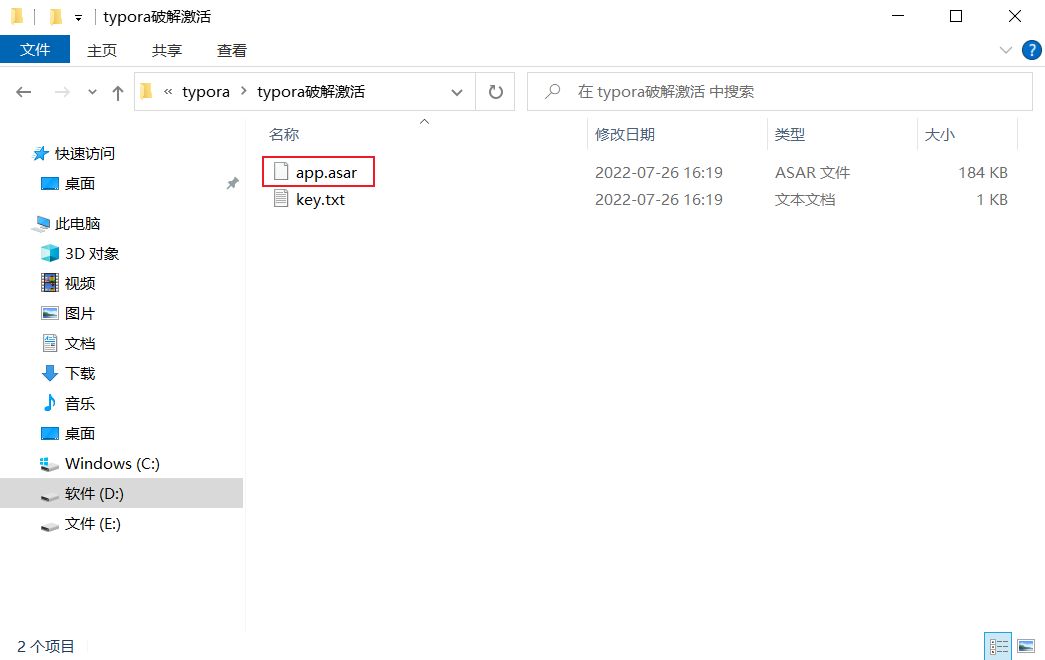 typora破解激活
文件 主页 共享 查看
« typora › typora破解激活 在 typora破解激活 中搜索
名称 修改日期 类型 大小
快速访问
桌面
此电脑
3D 对象
视频
图片
文档
下载
音乐
桌面
Windows (C:)
软件 (D:)
文件 (E:)
app.asar 2022-07-26 16:19 ASAR 文件 184 KB
key.txt 2022-07-26 16:19 文本文档 1 KB
2 个项目